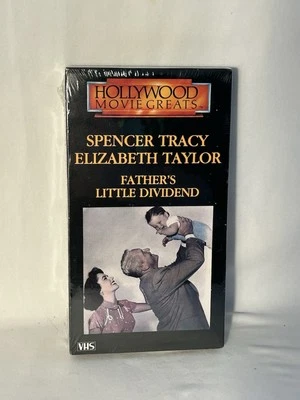 HOLLYWOOD
MOVIE GREATS
SPENCER TRACY
ELIZABETH TAYLOR
FATHER'S
LITTLE DIVIDEND
VHS